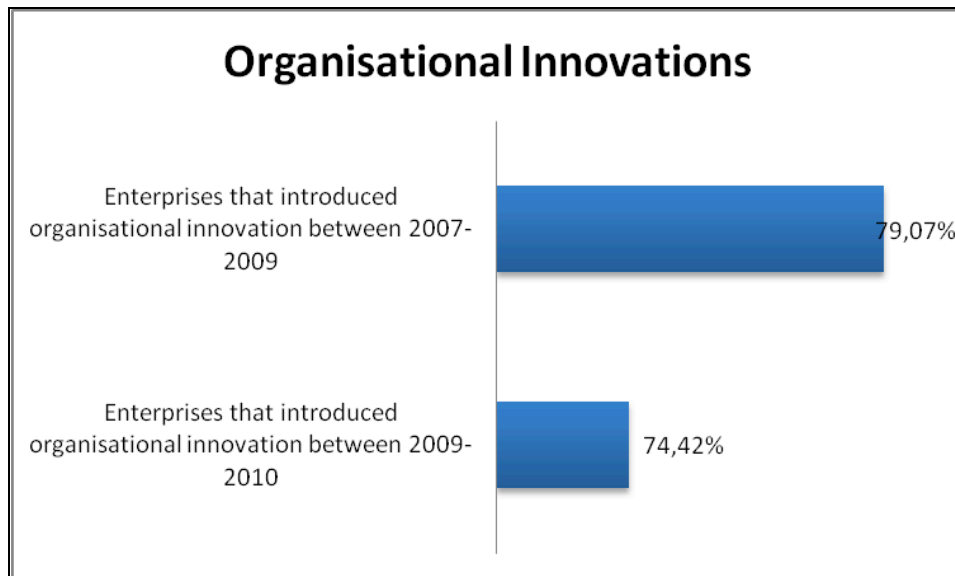 Organisational Innovations
Enterprises that introduced
organisational innovation between 2007-
2009
79,07%
Enterprises that introduced
organisational innovation between 2009-
2010
74,42%